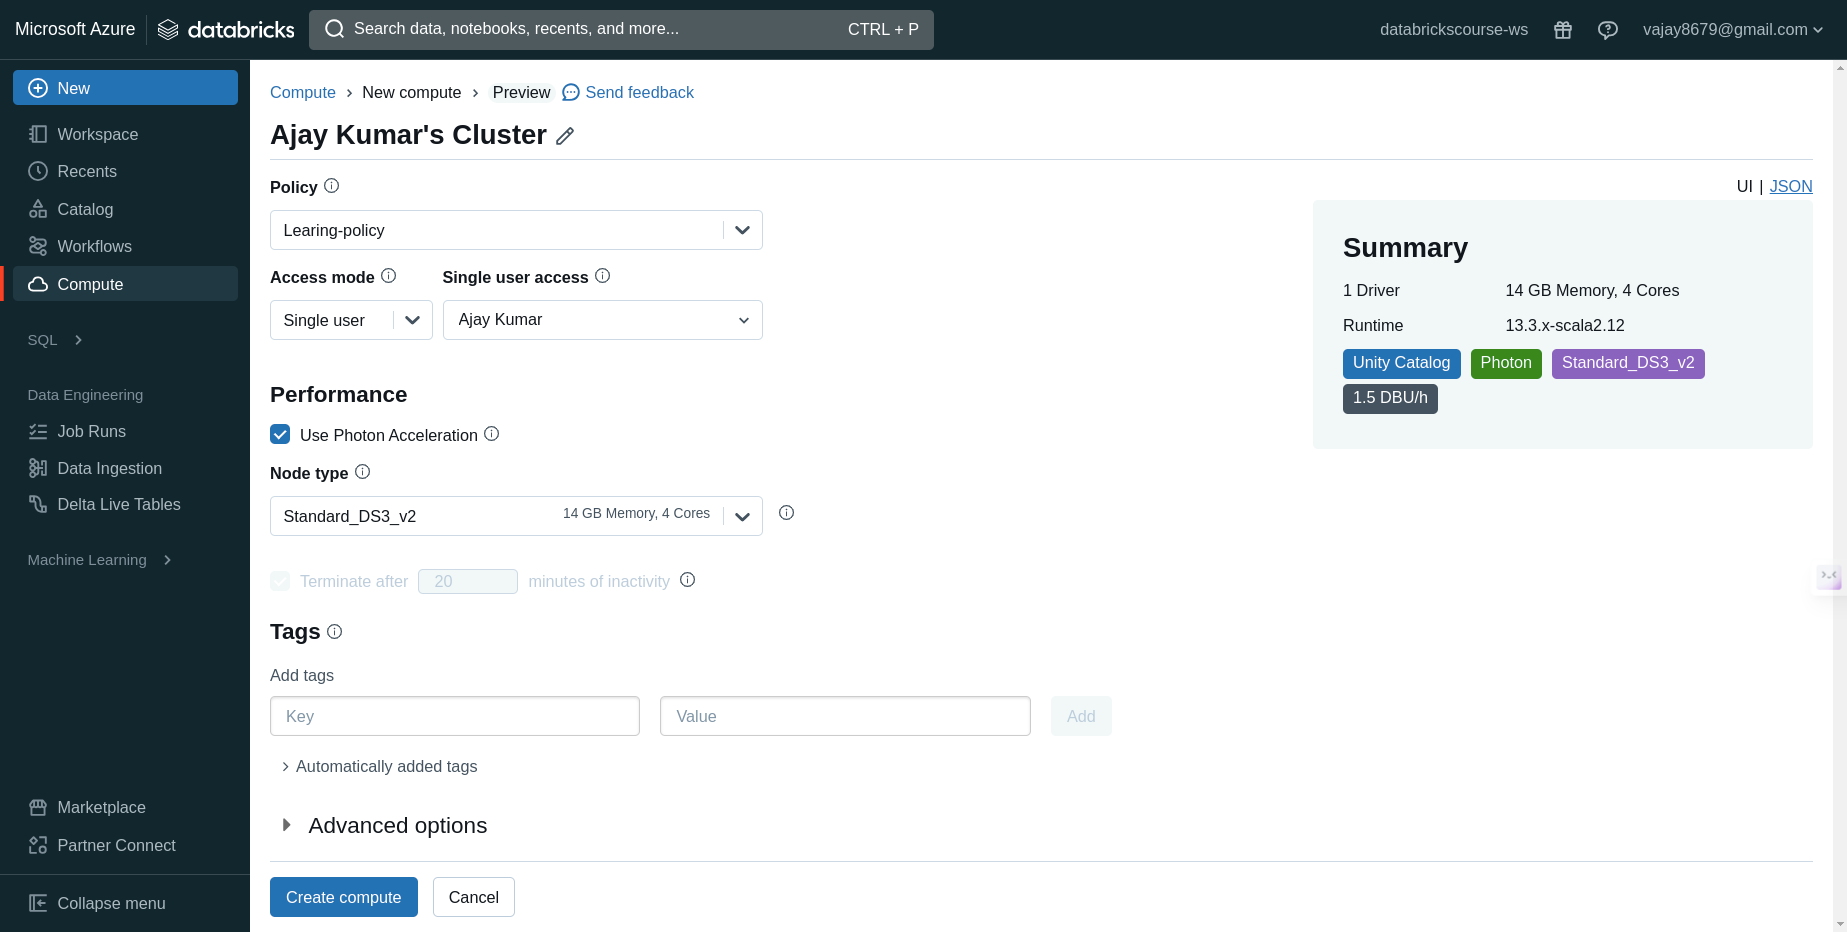 Microsoft Azure
databricks
Search data, notebooks, recents, and more...
CTRL + P
databrickscourse-ws
vajay8679@gmail.com
New
Workspace
Recents
Catalog
Workflows
Compute
SQL
Data Engineering
Job Runs
Data Ingestion
Delta Live Tables
Machine Learning
Marketplace
Partner Connect
Collapse menu
Compute › New compute › Preview Send feedback
Ajay Kumar's Cluster
Policy
Learing-policy
Access mode
Single user access
Single user
Ajay Kumar
Performance
Use Photon Acceleration
Node type
Standard_DS3_v2
14 GB Memory, 4 Cores
Terminate after 20 minutes of inactivity
Tags
Add tags
Key
Value
Add
Automatically added tags
Advanced options
Create compute
Cancel
UI | JSON
Summary
1 Driver
14 GB Memory, 4 Cores
Runtime
13.3.x-scala2.12
Unity Catalog
Photon
Standard_DS3_v2
1.5 DBU/h